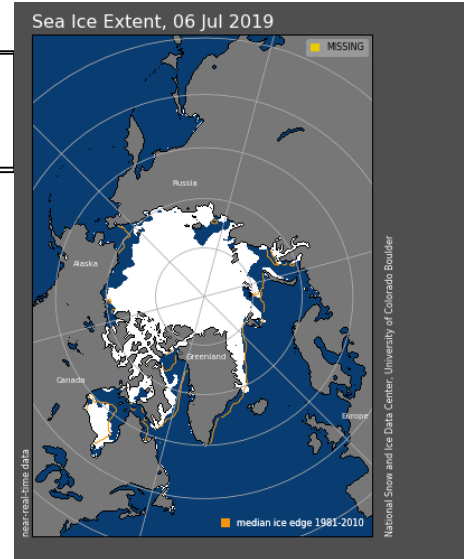 Sea Ice Extent, 06 Jul 2019
MISSING
Russia
Alaska
Greenland
Canada
Europe
near-real-time data
median ice edge 1981-2010
National Snow and Ice Data Center, University of Colorado Boulder